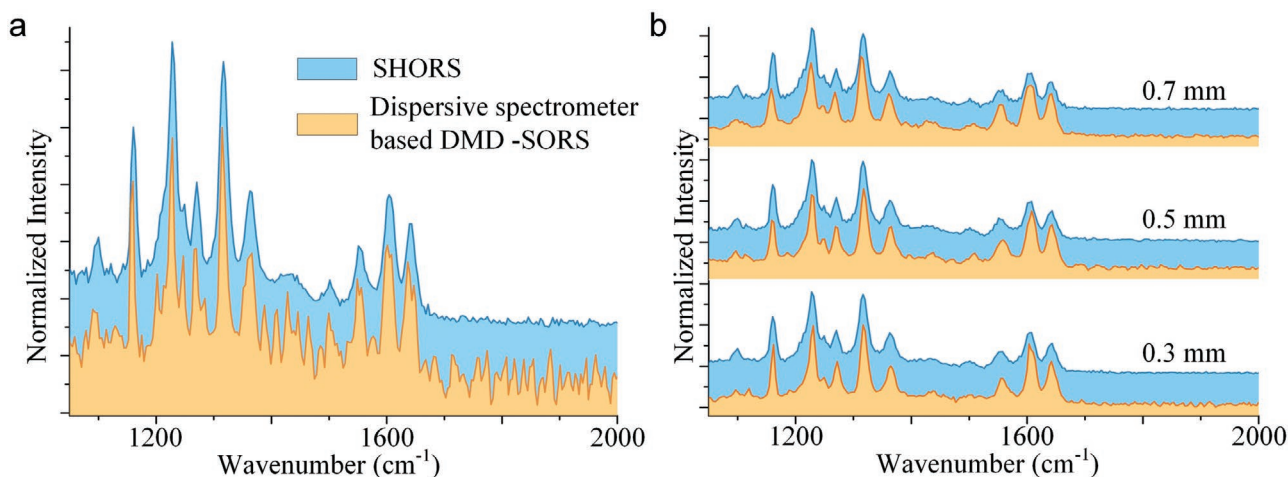 a
Normalized Intensity
SHORS
Dispersive spectrometer
based DMD -SORS
1200
1600
2000
Wavenumber (cm-1)
b
Normalized Intensity
0.7 mm
0.5 mm
0.3 mm
1200
1600
2000
Wavenumber (cm-1)